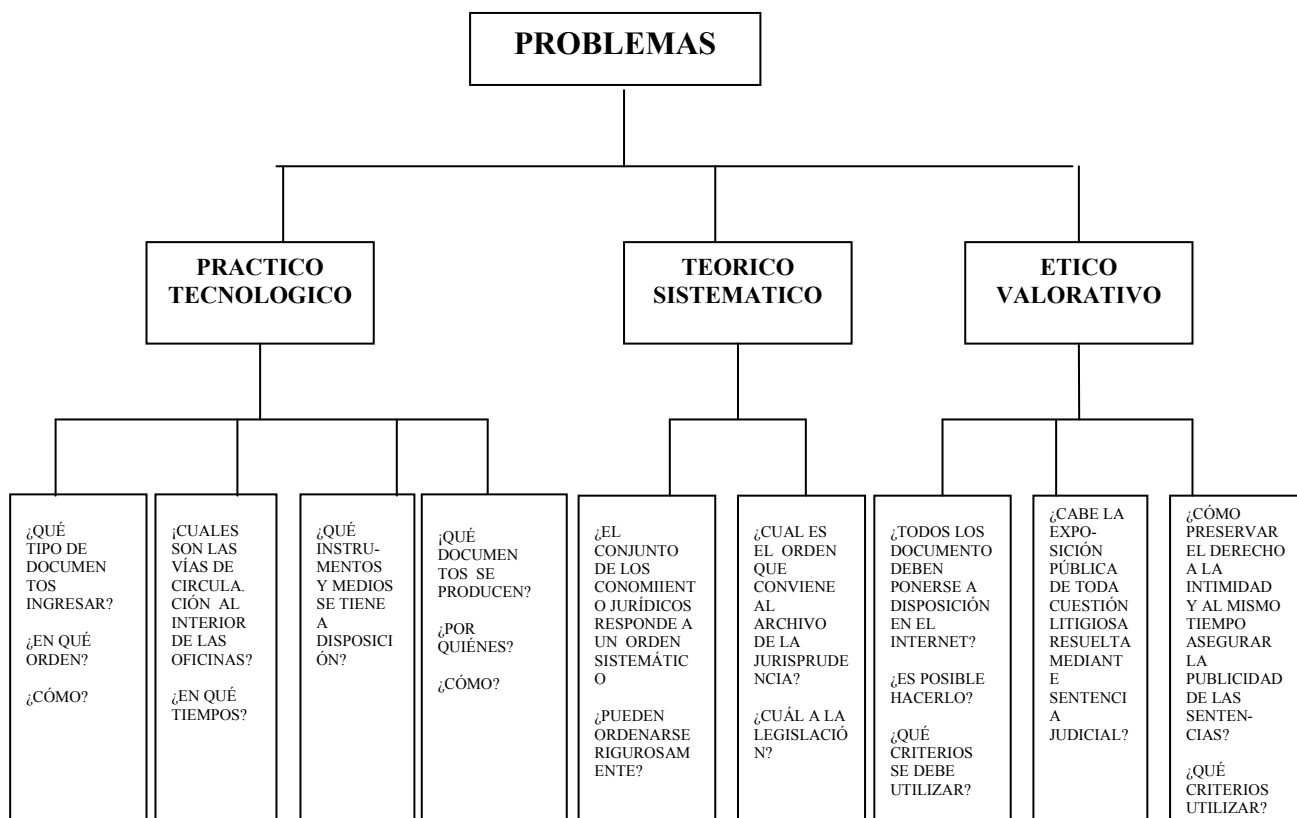 PROBLEMAS
PRACTICO
TECNOLOGICO
TEORICO
SISTEMATICO
ETICO
VALORATIVO
¿QUÉ
TIPO DE
DOCUMEN
TOS
INGRESAR?
¿EN QUÉ
ORDEN?
¿CÓMO?
¡CUALES
SON LAS
VÍAS DE
CIRCULA.
CIÓN AL
INTERIOR
DE LAS
OFICINAS?
¿EN QUÉ
TIEMPOS?
¿QUÉ
INSTRU-
MENTOS
Y MEDIOS
SE TIENE
A
DISPOSICI
ÓN?
¡QUÉ
DOCUMEN
TOS SE
PRODUCEN?
¿POR
QUIÉNES?
¿CÓMO?
¿EL
CONJUNTO
DE LOS
CONOMIIENT
O JURÍDICOS
RESPONDE A
UN ORDEN
SISTEMÁTIC
O
¿PUEDEN
ORDENARSE
RIGUROSAM
ENTE?
¿CUAL ES
EL ORDEN
QUE
CONVIENE
AL
ARCHIVO
DE LA
JURISPRUDE
NCIA?
¿CUÁL A LA
LEGISLACIÓ
N?
¿TODOS LOS
DOCUMENTO
DEBEN
PONERSE A
DISPOSICIÓN
EN EL
INTERNET?
¿ES POSIBLE
HACERLO?
¿QUÉ
CRITERIOS
SE DEBE
UTILIZAR?
¿CABE LA
EXPO-
SICIÓN
PÚBLICA
DE TODA
CUESTIÓN
LITIGIOSA
RESUELTA
MEDIANT
E
SENTENCI
A
JUDICIAL?
¿CÓMO
PRESERVAR
EL DERECHO
A LA
INTIMIDAD
Y AL MISMO
TIEMPO
ASEGURAR
LA
PUBLICIDAD
DE LAS
SENTEN-
CIAS?
¿QUÉ
CRITERIOS
UTILIZAR?